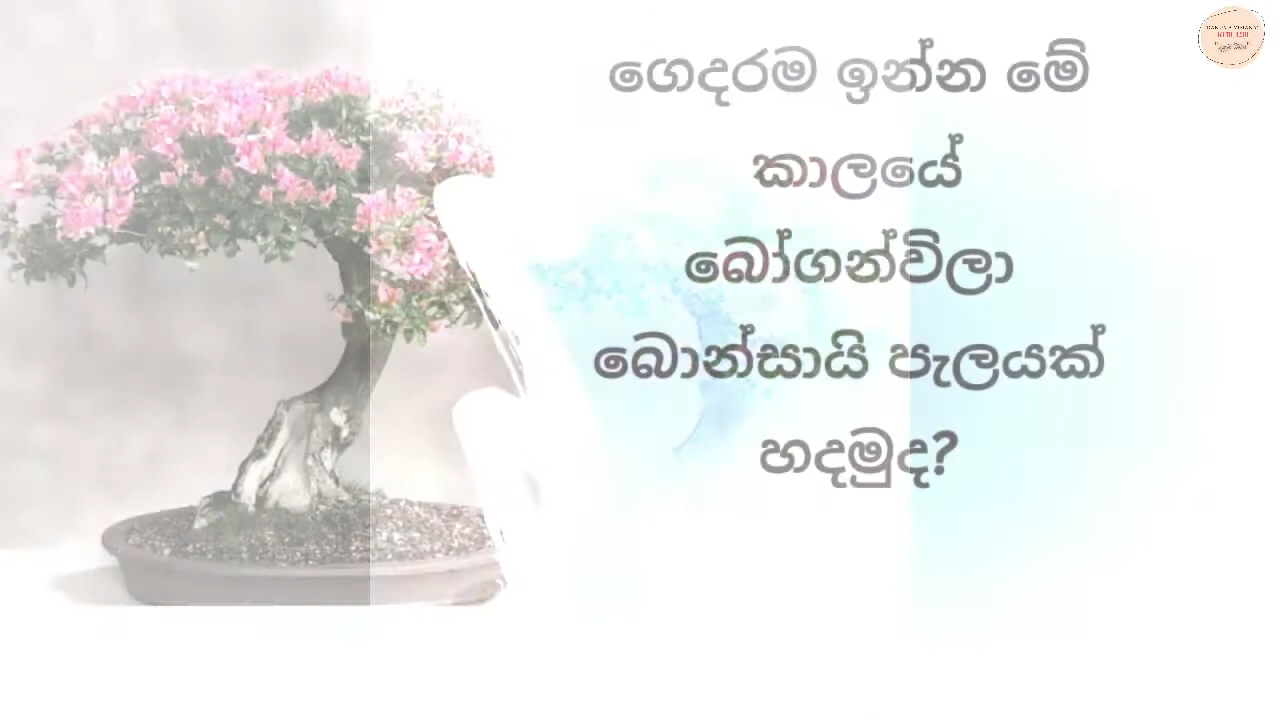 ගෙදරම ඉන්න මේ
කාලයේ
බෝගන්විලා
බොන්සායි පැලයක්
හදමුද?